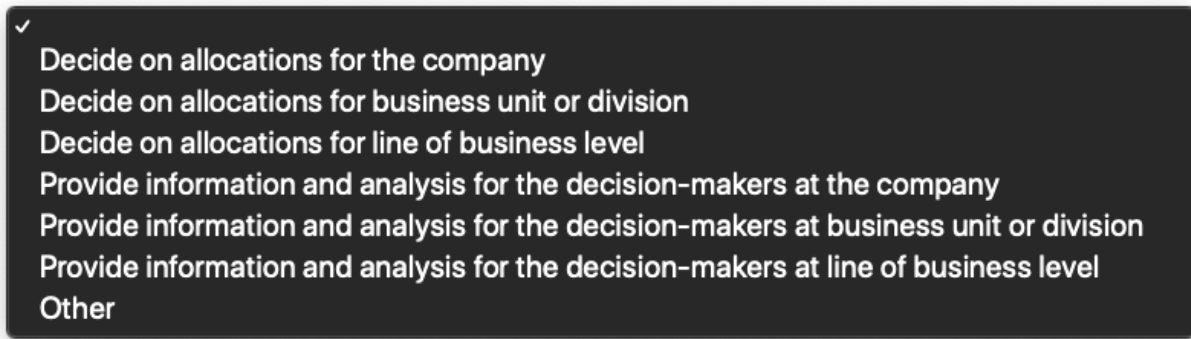 Decide on allocations for the company
Decide on allocations for business unit or division
Decide on allocations for line of business level
Provide information and analysis for the decision-makers at the company
Provide information and analysis for the decision-makers at business unit or division
Provide information and analysis for the decision-makers at line of business level
Other